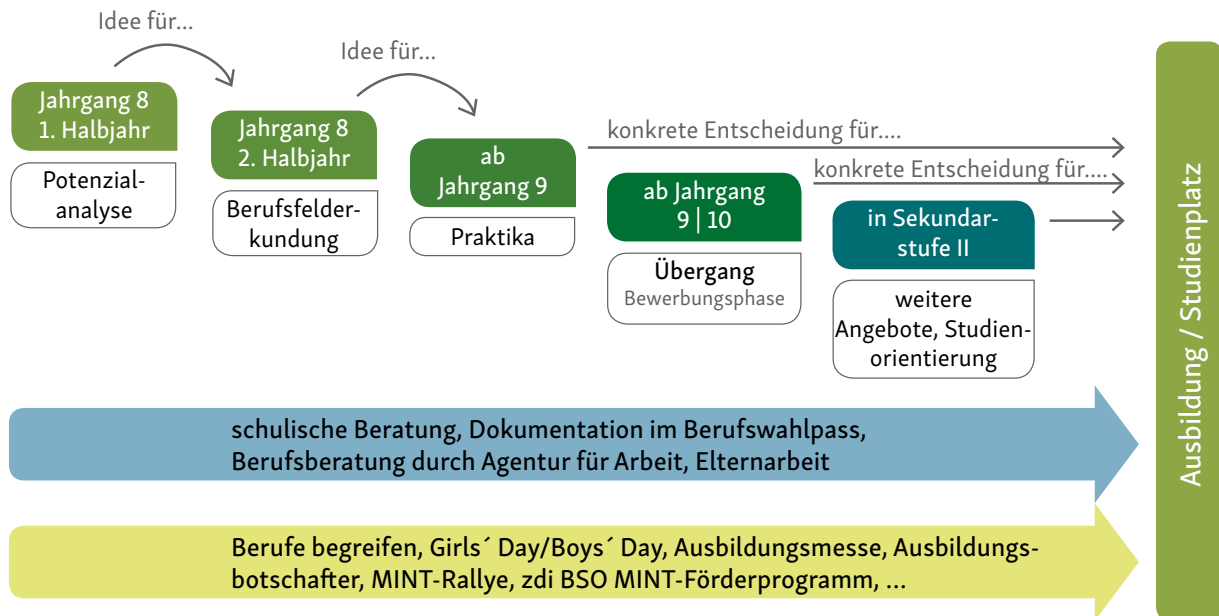 Idee für...
Idee für...
Jahrgang 8
1. Halbjahr
Potenzial-
analyse
Jahrgang 8
2. Halbjahr
Berufsfelder-
kundung
ab
Jahrgang 9
Praktika
konkrete Entscheidung für....
konkrete Entscheidung für....
ab Jahrgang
9 | 10
Übergang
Bewerbungsphase
in Sekundar-
stufe II
weitere
Angebote, Studien-
orientierung
schulische Beratung, Dokumentation im Berufswahlpass,
Berufsberatung durch Agentur für Arbeit, Elternarbeit
Berufe begreifen, Girls´ Day/Boys´ Day, Ausbildungsmesse, Ausbildungs-
botschafter, MINT-Rallye, zdi BSO MINT-Förderprogramm, ...
Ausbildung / Studienplatz